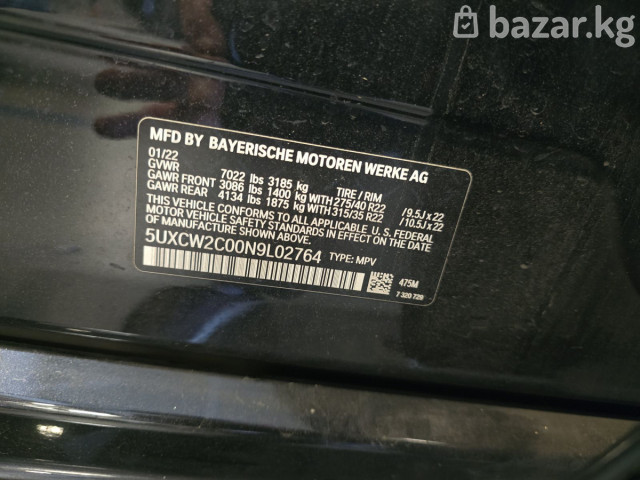 bazar.kg
MFD BY BAYERISCHE MOTOREN WERKE AG
01/22
GVWR 7022 lbs 3185 kg TIRE / RIM
GAWR FRONT 3086 lbs 1400 kg WITH 275/40 R22 /9.5J x 22
GAWR REAR 4134 lbs 1875 kg WITH 315/35 R22 /10.5J x 22
THIS VEHICLE CONFORMS TO ALL APPLICABLE U.S. FEDERAL
MOTOR VEHICLE SAFETY STANDARDS IN EFFECT ON THE DATE
OF MANUFACTURE SHOWN ABOVE.
5UXCW2C00N9L02764 TYPE: MPV
475M
7 320 729